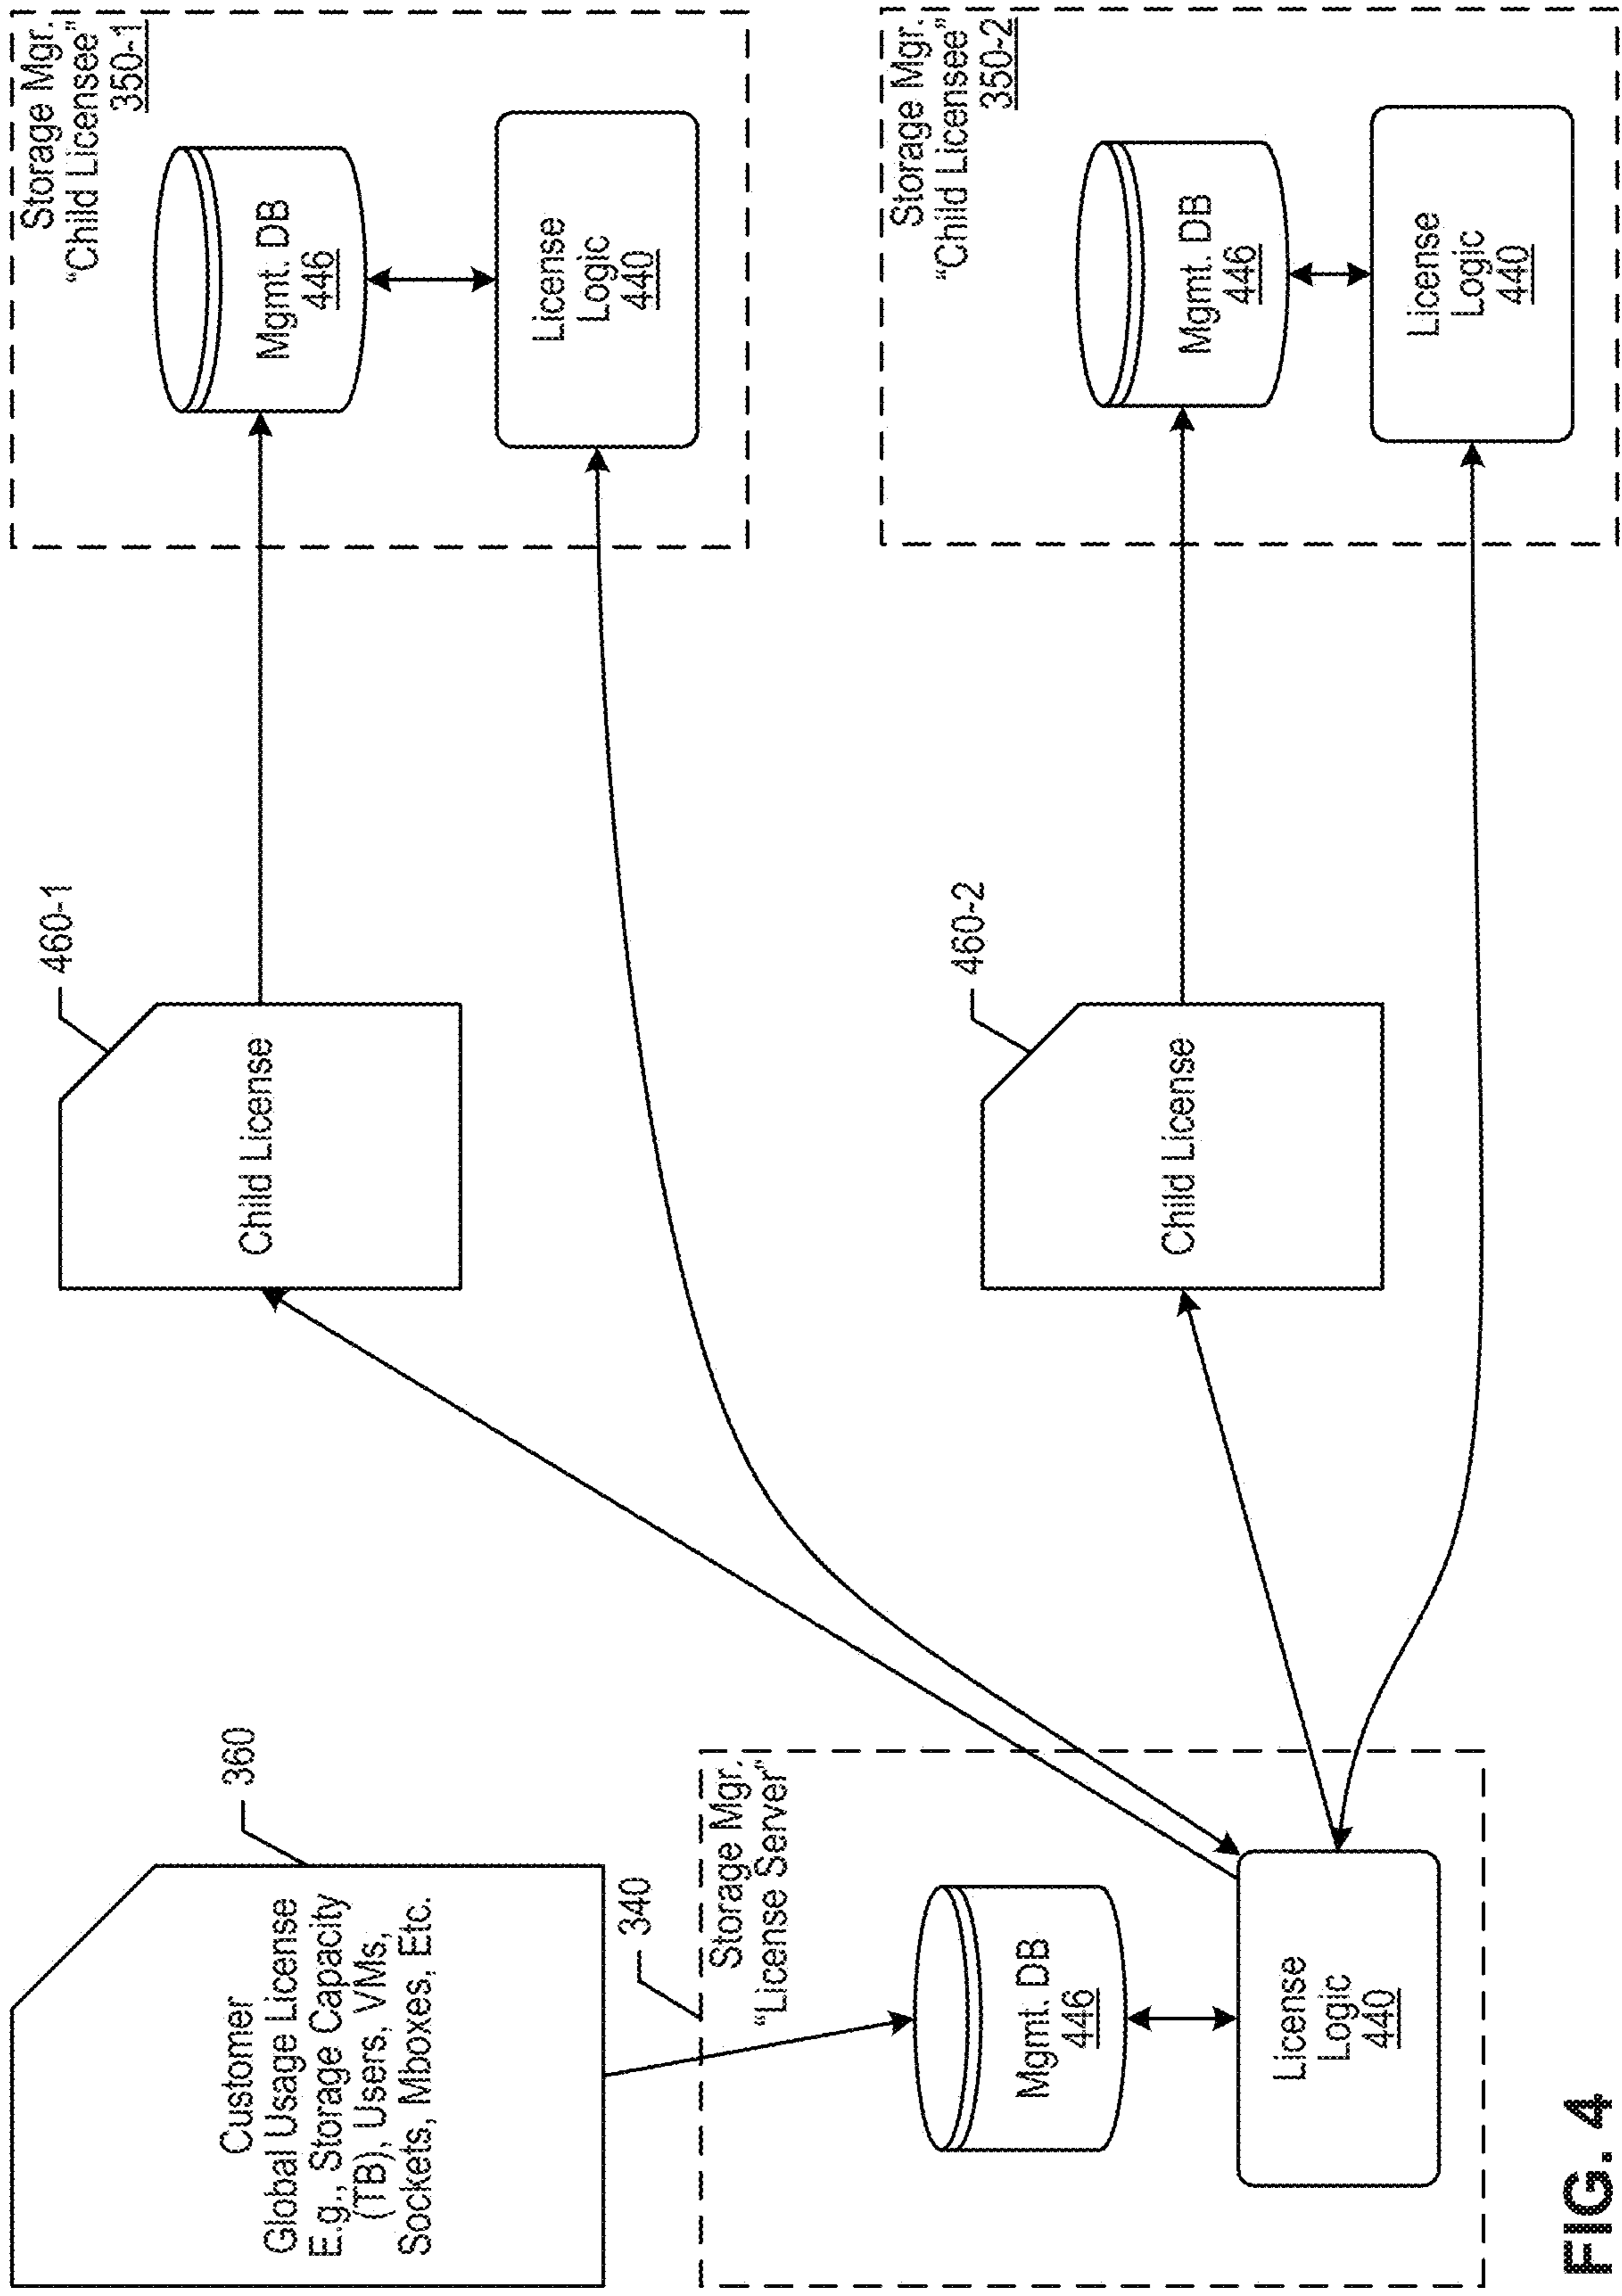 Customer
Global Usage License
E.g., Storage Capacity
(TB), Users, VMs,
Sockets, Mboxes, Etc.
360
340
Storage Mgr.
“License Server”
Mgmt. DB
446
License
Logic
440
Child License
460-1
Child License
460-2
Storage Mgr.
“Child Licensee”
350-1
Mgmt. DB
446
License
Logic
440
Storage Mgr.
“Child Licensee”
350-2
Mgmt. DB
446
License
Logic
440
FIG. 4